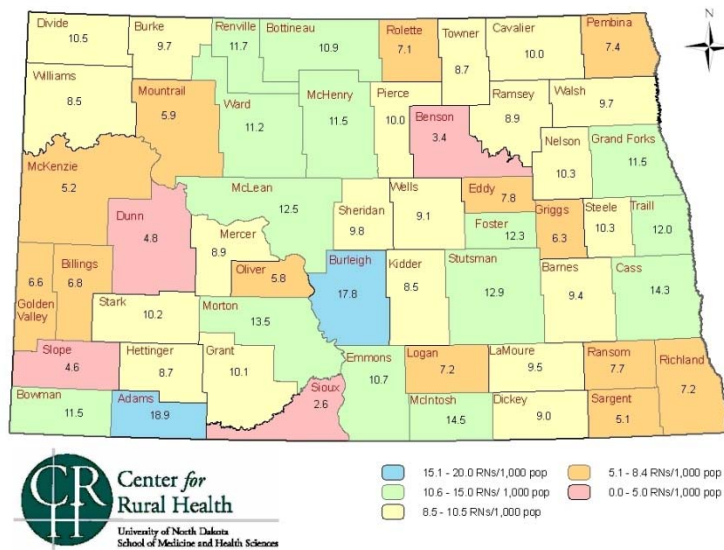 N
Divide
10.5
Burke
9.7
Renville
11.7
Bottineau
10.9
Rolette
7.1
Towner
8.7
Cavalier
10.0
Pembina
7.4
Williams
8.5
Mountrail
5.9
Ward
11.2
McHenry
11.5
Pierce
10.0
Benson
3.4
Ramsey
8.9
Walsh
9.7
Nelson
10.3
Grand Forks
11.5
McKenzie
5.2
Dunn
4.8
McLean
12.5
Mercer
8.9
Sheridan
9.8
Wells
9.1
Eddy
7.8
Foster
12.3
Griggs
6.3
Steele
10.3
Traill
12.0
6.6
Golden
Valley
Billings
6.8
Oliver
5.8
Burleigh
17.8
Kidder
8.5
Stutsman
12.9
Barnes
9.4
Cass
14.3
Stark
10.2
Morton
13.5
Slope
4.6
Hettinger
8.7
Grant
10.1
Sioux
2.6
Emmons
10.7
Logan
7.2
LaMoure
9.5
Ransom
7.7
Richland
7.2
Bowman
11.5
Adams
18.9
McIntosh
14.5
Dickey
9.0
Sargent
5.1
CRH
Center for
Rural Health
University of North Dakota
School of Medicine and Health Sciences
15.1 - 20.0 RNs/1,000 pop
10.6 - 15.0 RNs/ 1,000 pop
8.5 - 10.5 RNs/1,000 pop
5.1 - 8.4 RNs/1,000 pop
0.0 - 5.0 RNs/1,000 pop